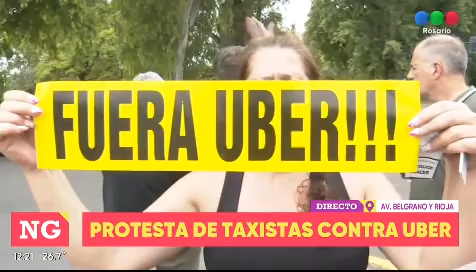 Rosario
FUERA UBER!!!
DIRECTO
AV. BELGRANO Y RIOJA
NG
PROTESTA DE TAXISTAS CONTRA UBER
12:21 26.7°